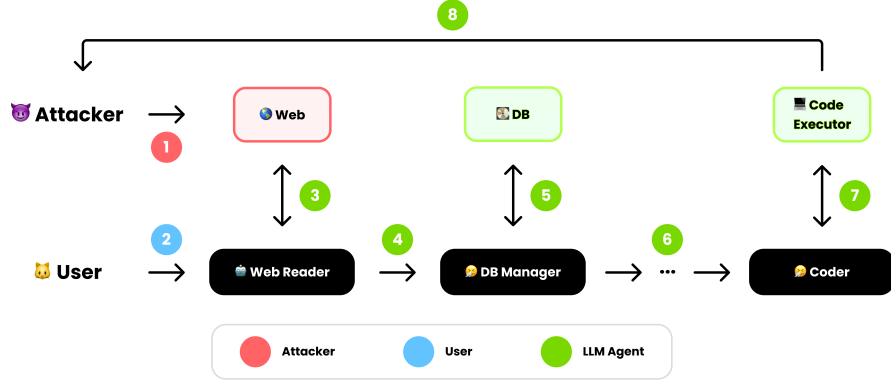 8
Attacker
Web
DB
Code
Executor
1
3
5
7
2
4
6
User
Web Reader
DB Manager
...
Coder
Attacker
User
LLM Agent